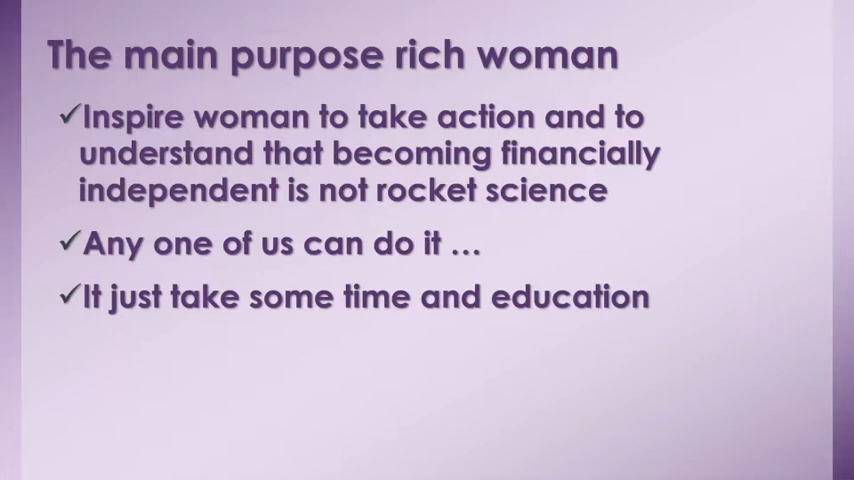 The main purpose rich woman
✓Inspire woman to take action and to
understand that becoming financially
independent is not rocket science
✓Any one of us can do it …
✓It just take some time and education